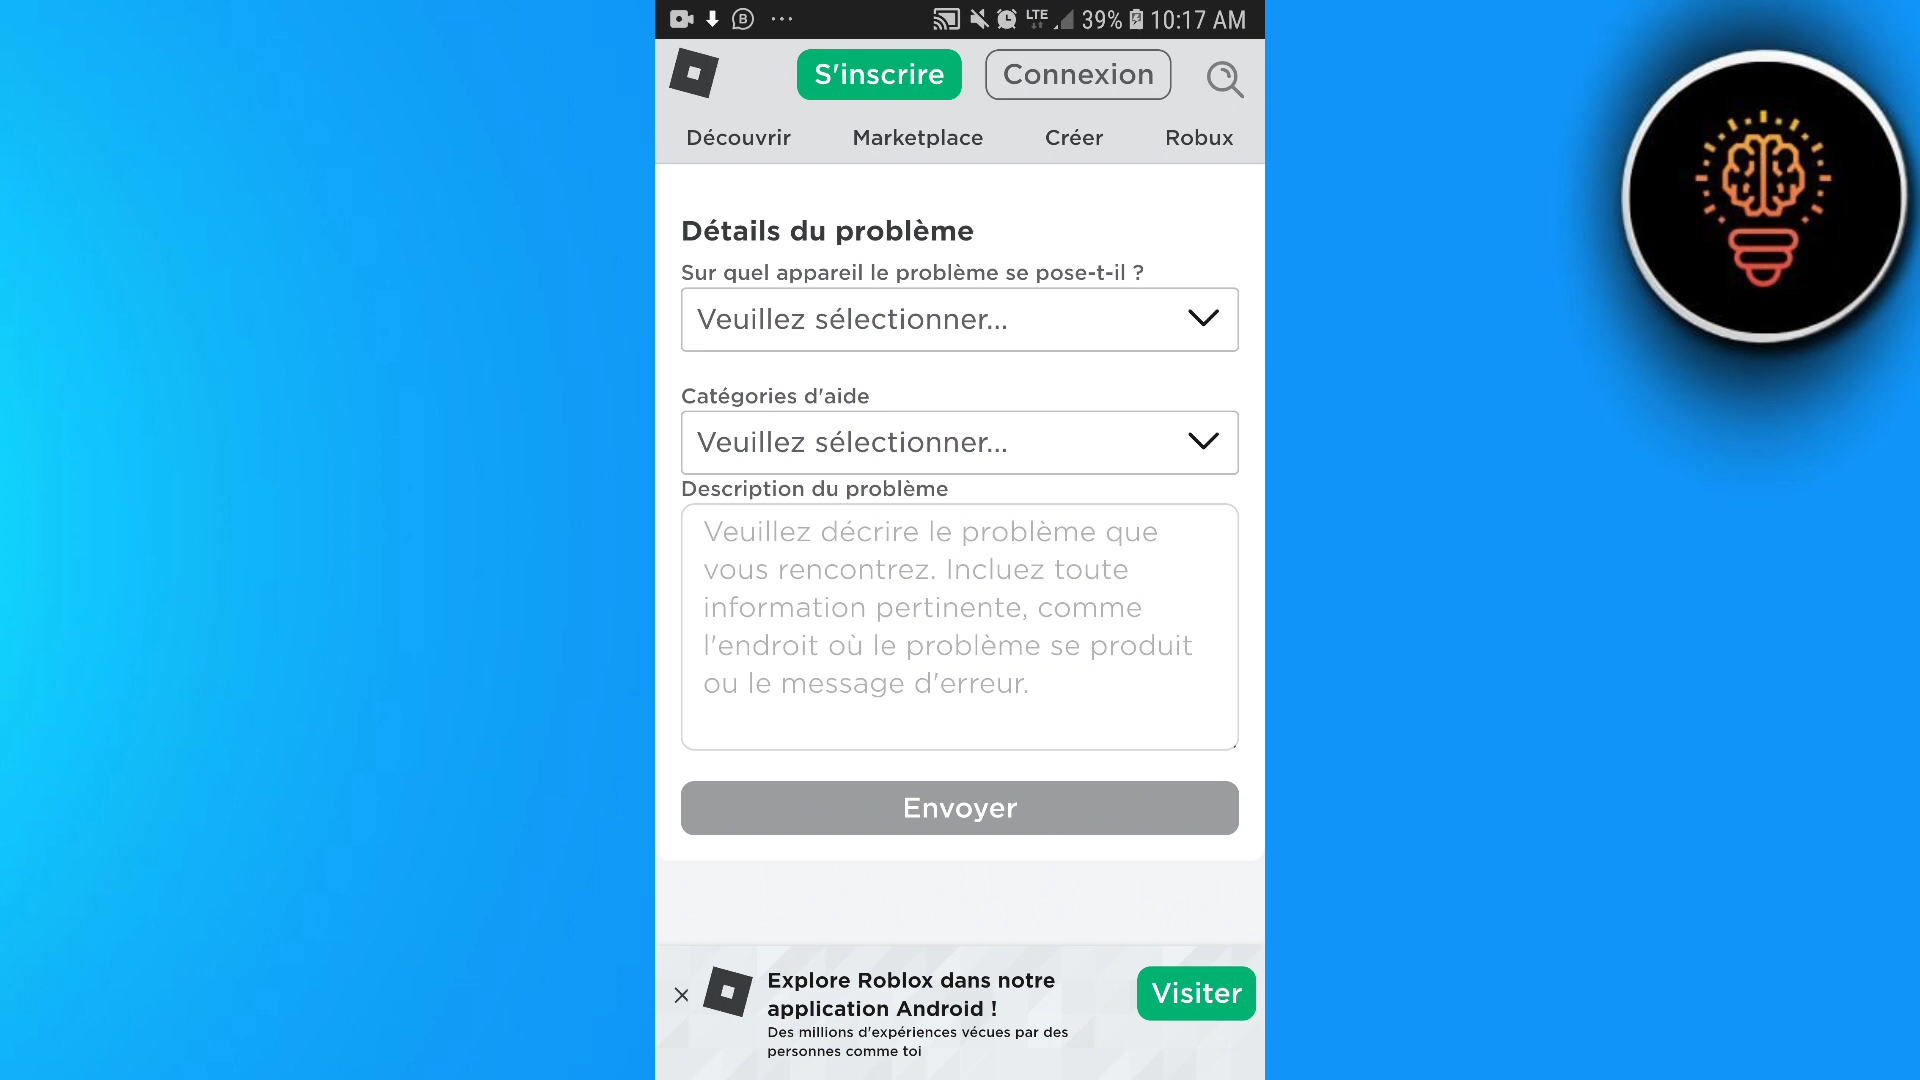 LTE 39% 10:17 AM
S'inscrire Connexion
Découvrir Marketplace Créer Robux
Détails du problème
Sur quel appareil le problème se pose-t-il ?
Veuillez sélectionner...
Catégories d'aide
Veuillez sélectionner...
Description du problème
Veuillez décrire le problème que
vous rencontrez. Incluez toute
information pertinente, comme
l'endroit où le problème se produit
ou le message d'erreur.
Envoyer
Explore Roblox dans notre
application Android !
Des millions d'expériences vécues par des
personnes comme toi
Visiter